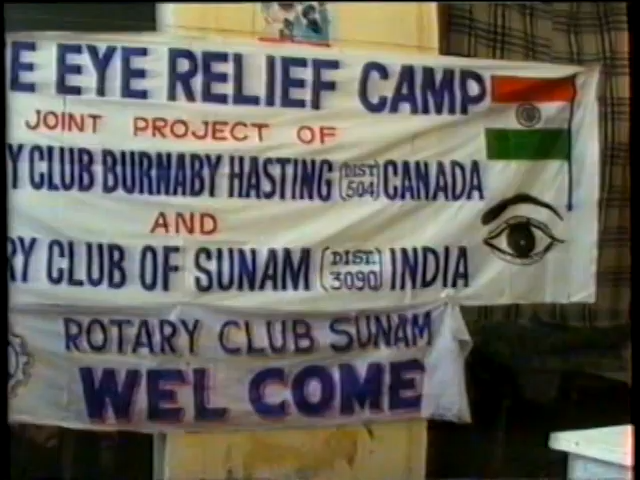 E EYE RELIEF CAMP
JOINT PROJECT OF
Y CLUB BURNABY HASTING (DIST 504) CANADA
AND
RY CLUB OF SUNAM (DIST. 3090) INDIA
ROTARY CLUB SUNAM
WEL COME